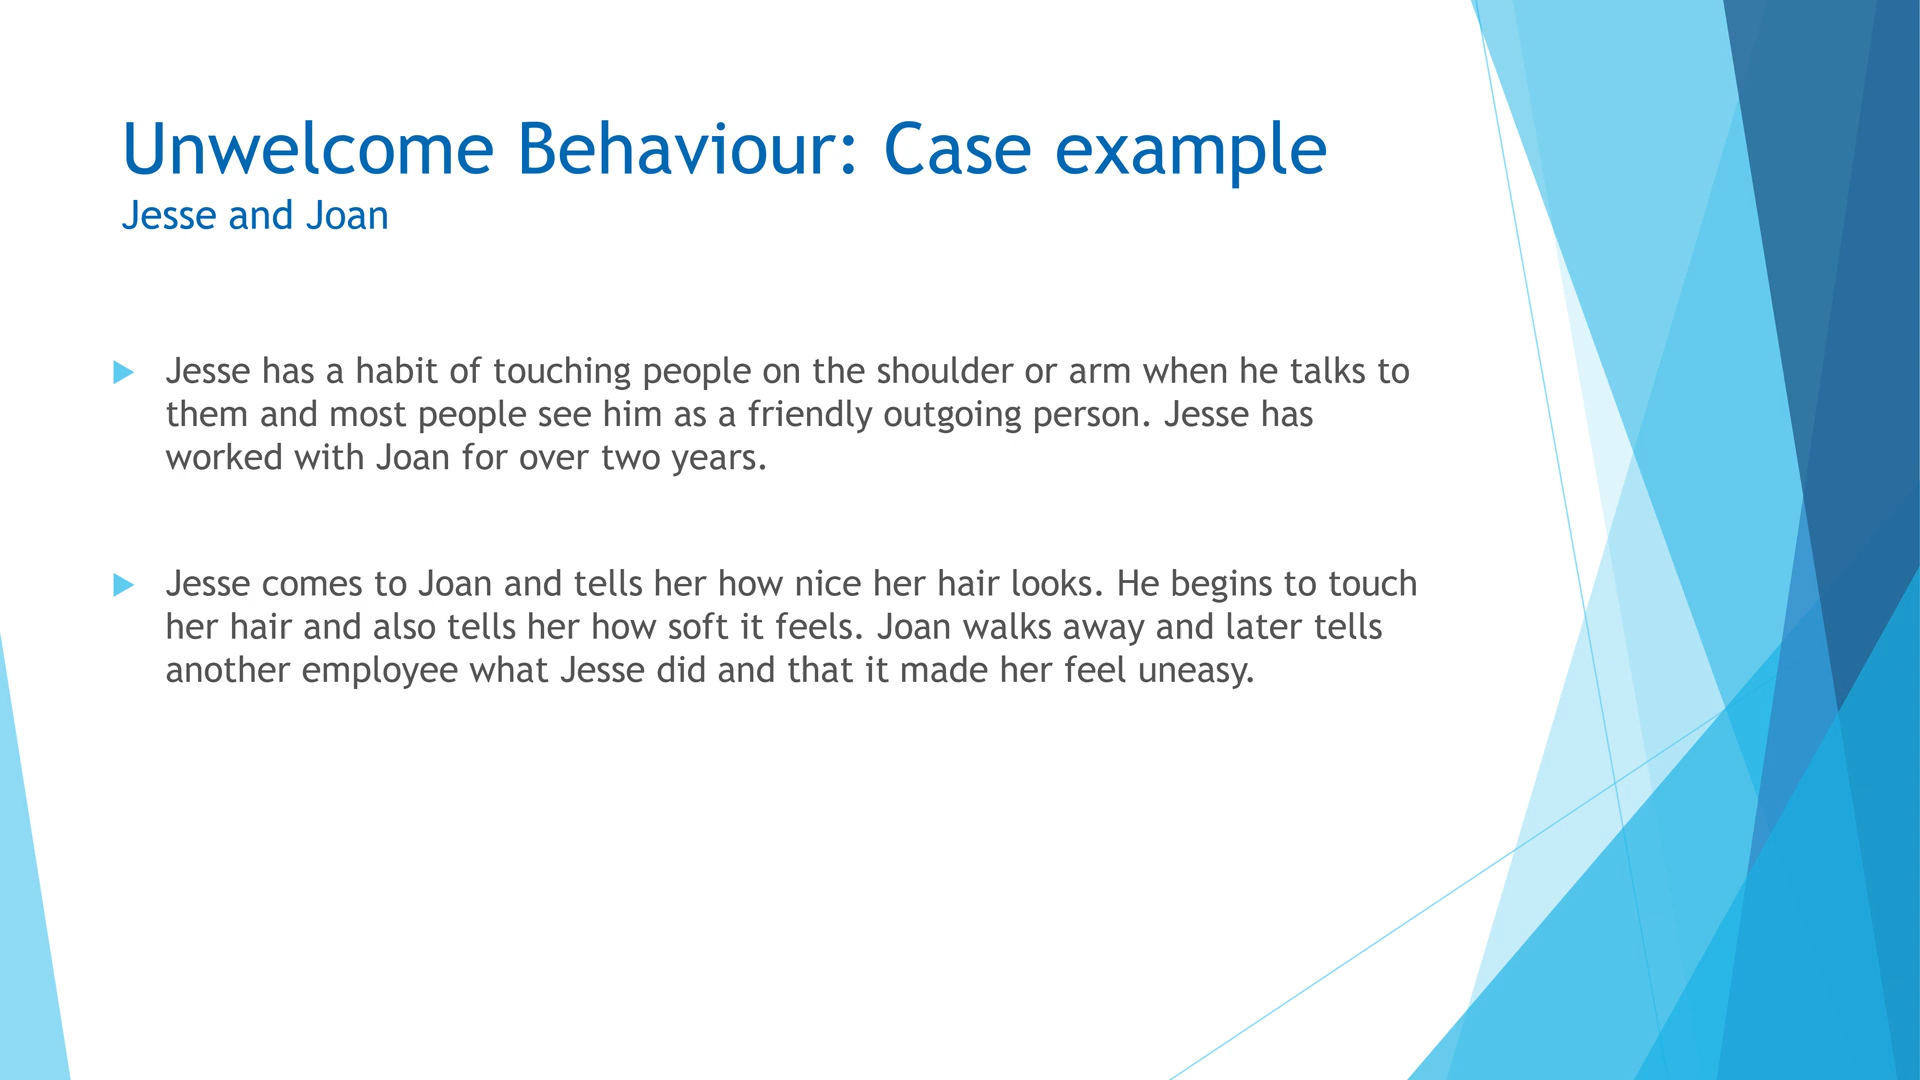 Unwelcome Behaviour: Case example
Jesse and Joan
Jesse has a habit of touching people on the shoulder or arm when he talks to
them and most people see him as a friendly outgoing person. Jesse has
worked with Joan for over two years.
Jesse comes to Joan and tells her how nice her hair looks. He begins to touch
her hair and also tells her how soft it feels. Joan walks away and later tells
another employee what Jesse did and that it made her feel uneasy.